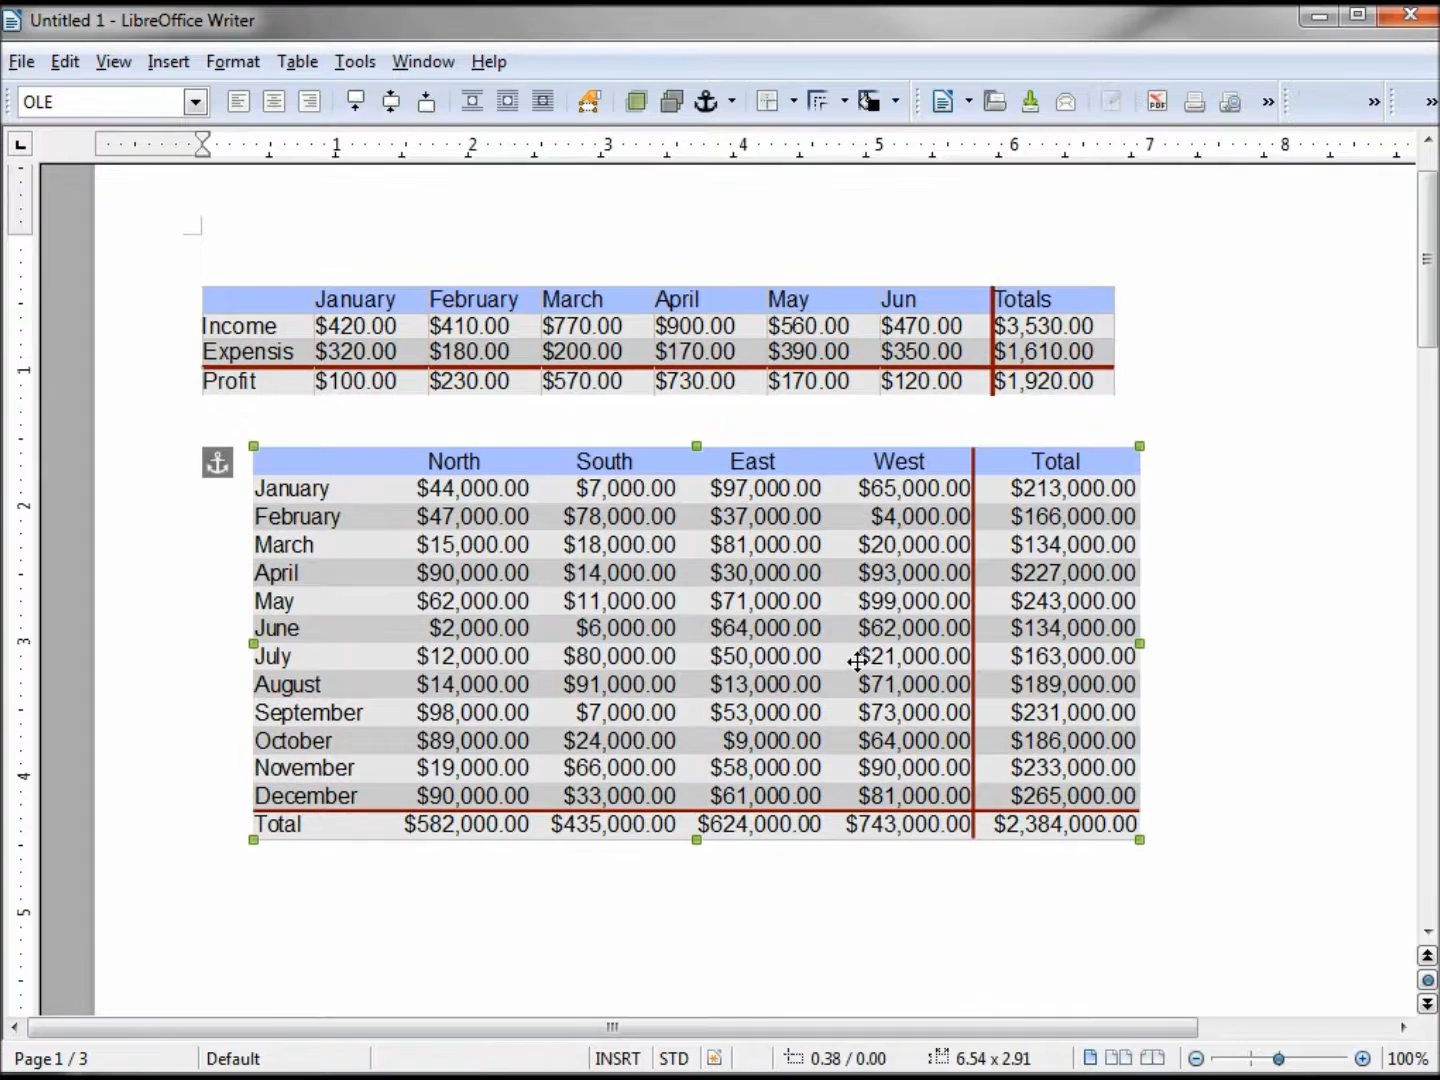 Untitled 1 - LibreOffice Writer
File Edit View Insert Format Table Tools Window Help
OLE
1 2 3 4 5 6 7 8
January February March April May Jun Totals
Income $420.00 $410.00 $770.00 $900.00 $560.00 $470.00 $3,530.00
Expensis $320.00 $180.00 $200.00 $170.00 $390.00 $350.00 $1,610.00
Profit $100.00 $230.00 $570.00 $730.00 $170.00 $120.00 $1,920.00
North South East West Total
January $44,000.00 $7,000.00 $97,000.00 $65,000.00 $213,000.00
February $47,000.00 $78,000.00 $37,000.00 $4,000.00 $166,000.00
March $15,000.00 $18,000.00 $81,000.00 $20,000.00 $134,000.00
April $90,000.00 $14,000.00 $30,000.00 $93,000.00 $227,000.00
May $62,000.00 $11,000.00 $71,000.00 $99,000.00 $243,000.00
June $2,000.00 $6,000.00 $64,000.00 $62,000.00 $134,000.00
July $12,000.00 $80,000.00 $50,000.00 $21,000.00 $163,000.00
August $14,000.00 $91,000.00 $13,000.00 $71,000.00 $189,000.00
September $98,000.00 $7,000.00 $53,000.00 $73,000.00 $231,000.00
October $89,000.00 $24,000.00 $9,000.00 $64,000.00 $186,000.00
November $19,000.00 $66,000.00 $58,000.00 $90,000.00 $233,000.00
December $90,000.00 $33,000.00 $61,000.00 $81,000.00 $265,000.00
Total $582,000.00 $435,000.00 $624,000.00 $743,000.00 $2,384,000.00
1
2
3
4
5
Page 1 / 3 Default INSRT STD 0.38 / 0.00 6.54 x 2.91 100%